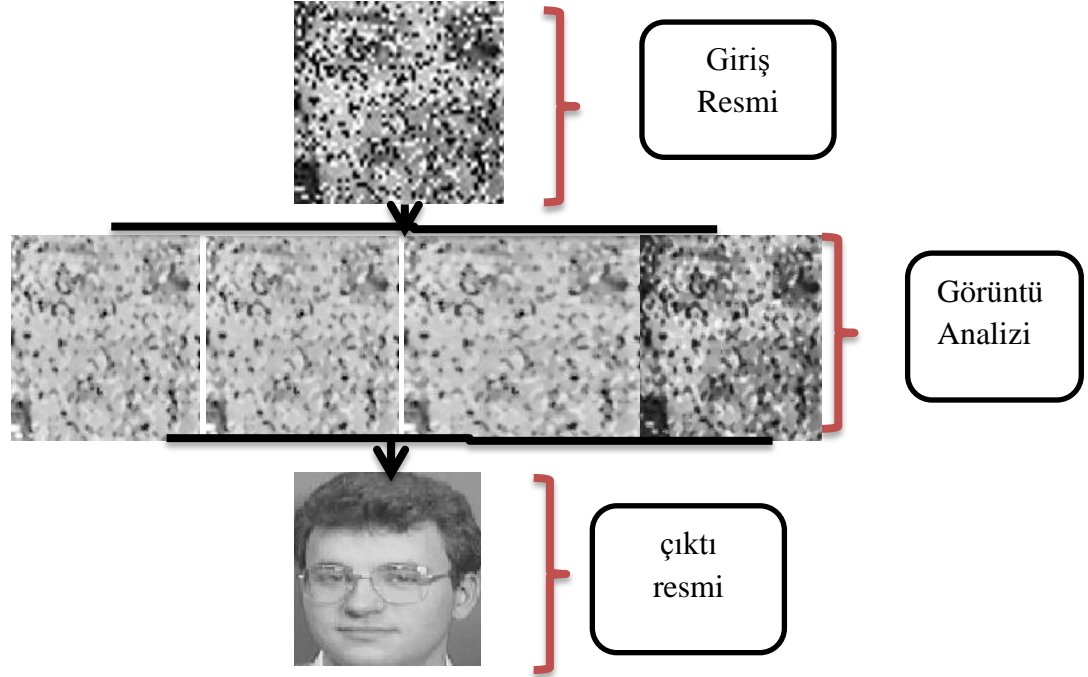 Giriş
Resmi
Görüntü
Analizi
çıktı
resmi